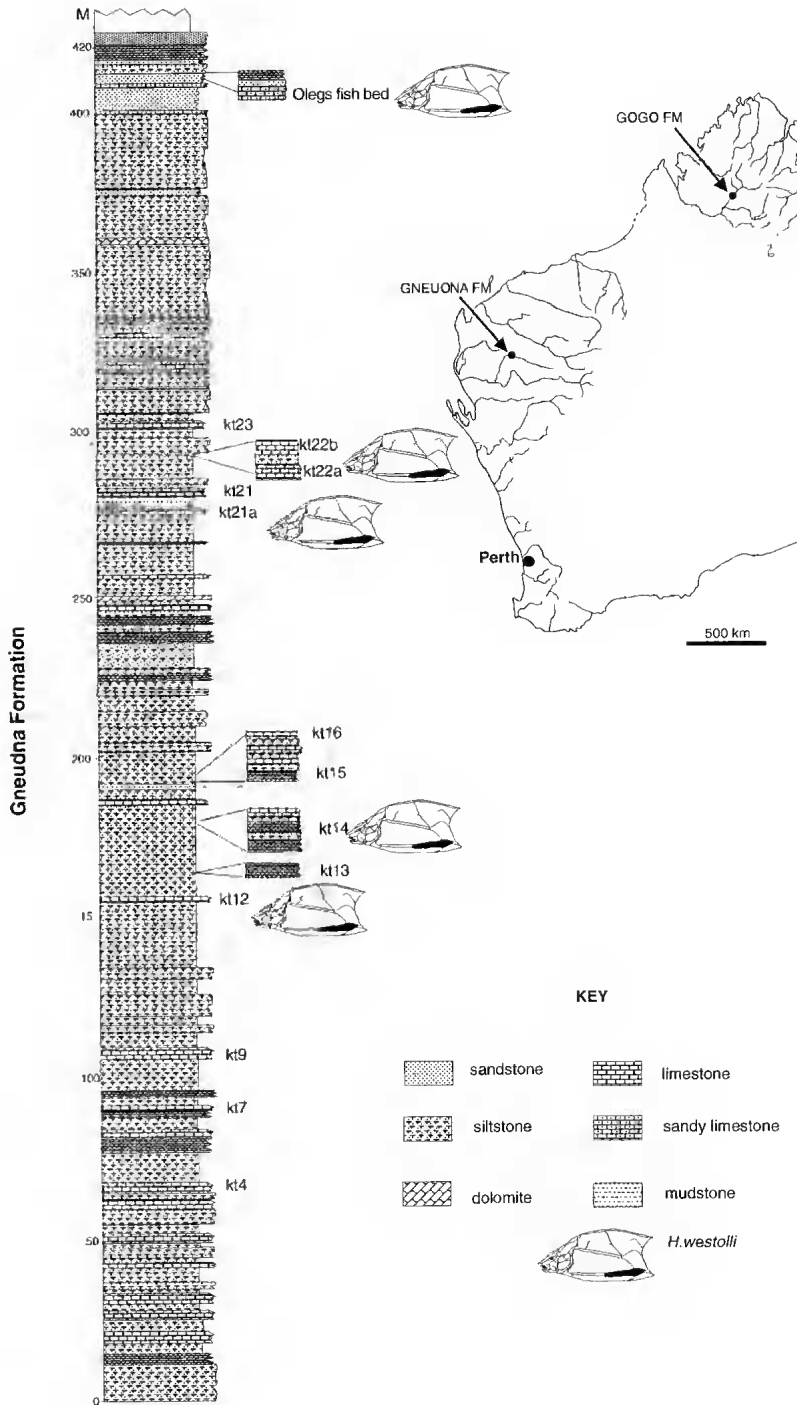 M
420
Olegs fish bed
400
GOGO FM
350
GNEUONA FM
kt23
300
kt22b
kt22a
kt21
kt21a
Perth
250
500 km
Gneudna Formation
kt16
200
kt15
kt14
kt13
kt12
15
KEY
kt9
sandstone
limestone
100
kt7
siltstone
sandy limestone
kt4
dolomite
mudstone
50
H.westolli
0